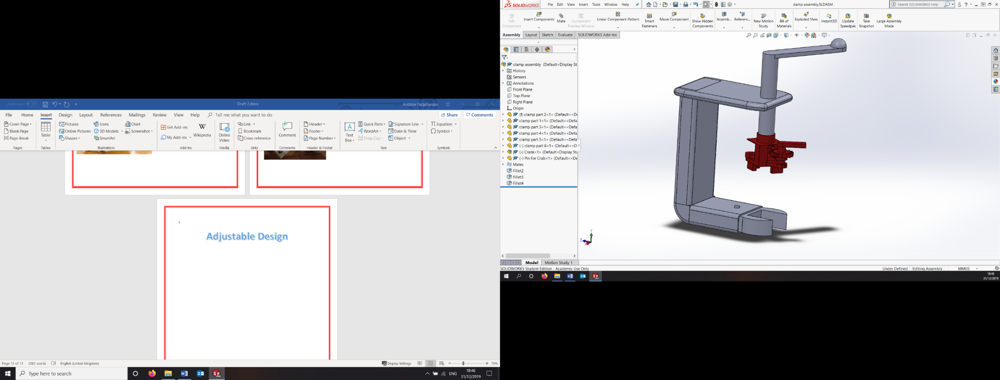 AutoSave Off
Draft 2.docx
Andrew Farquharson
File Home Insert Design Layout References Mailings Review View Help Tell me what you want to do
Share Comments
Cover Page
Blank Page
Page Break
Pages
Table
Tables
Pictures
Online Pictures
Shapes
Icons
3D Models
SmartArt
Chart
Screenshot
Illustrations
Get Add-ins
My Add-ins
Wikipedia
Add-ins
Online
Video
Media
Link
Bookmark
Cross-reference
Links
Comment
Comments
Header
Footer
Page Number
Header & Footer
Text
Box
Quick Parts
WordArt
Drop Cap
Signature Line
Date & Time
Object
Text
Equation
Symbol
Symbols
Adjustable Design
Page 15 of 15 2082 words English (United Kingdom)
Display Settings
70%
Type here to search
ENG
18:46
31/12/2019
SOLIDWORKS
File Edit View Insert Tools Window Help
clamp assembly.SLDASM
Search SOLIDWORKS Help
Edit
Component
Insert Components
Mate
Component
Preview Window
Linear Component Pattern
Smart
Fasteners
Move Component
Show Hidden
Components
Assemb...
Referenc...
New Motion
Study
Bill of
Materials
Exploded View
Instant3D
Update
Speedpak
Take
Snapshot
Large Assembly
Mode
Assembly Layout Sketch Evaluate SOLIDWORKS Add-Ins
clamp assembly (Default<Display St
History
Sensors
Annotations
Front Plane
Top Plane
Right Plane
Origin
(f) clamp part 2<1> (Default<<D
clamp part 1<1> (Default<<Defa
clamp part 3<1> (Default<<Defa
clamp part 4<1> (Default<<Defa
clamp part 5<1> (Default<<Defa
(-) clamp part 8<1> (Default<<D
(-) Crank<1> (Default<Display Sta
(-) Pin For Crab<1> (Default<<De
Mates
Fillet2
Fillet3
Fillet4
Y
Z
X
Model Motion Study 1
SOLIDWORKS Student Edition - Academic Use Only
Under Defined Editing Assembly MMGS
18:46
31/12/2019